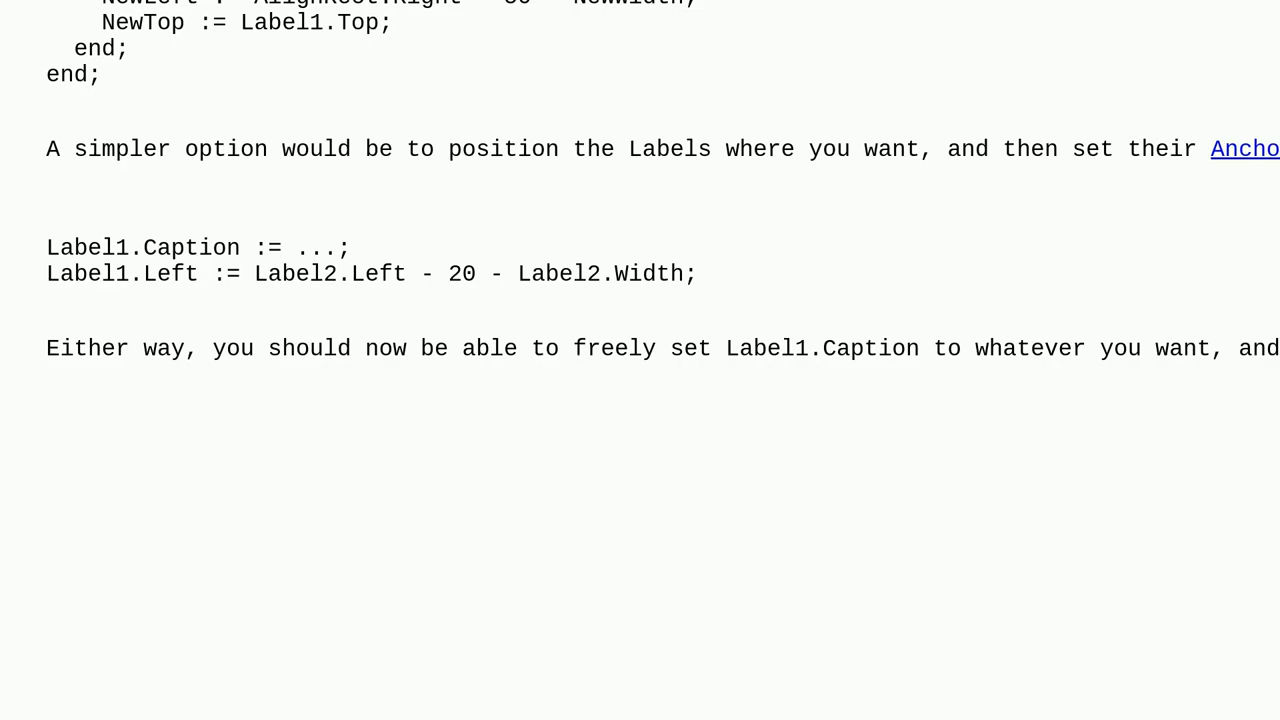 NewTop := Label1.Top;
end;
end;
A simpler option would be to position the Labels where you want, and then set their Ancho
Label1.Caption := ...;
Label1.Left := Label2.Left - 20 - Label2.Width;
Either way, you should now be able to freely set Label1.Caption to whatever you want, and